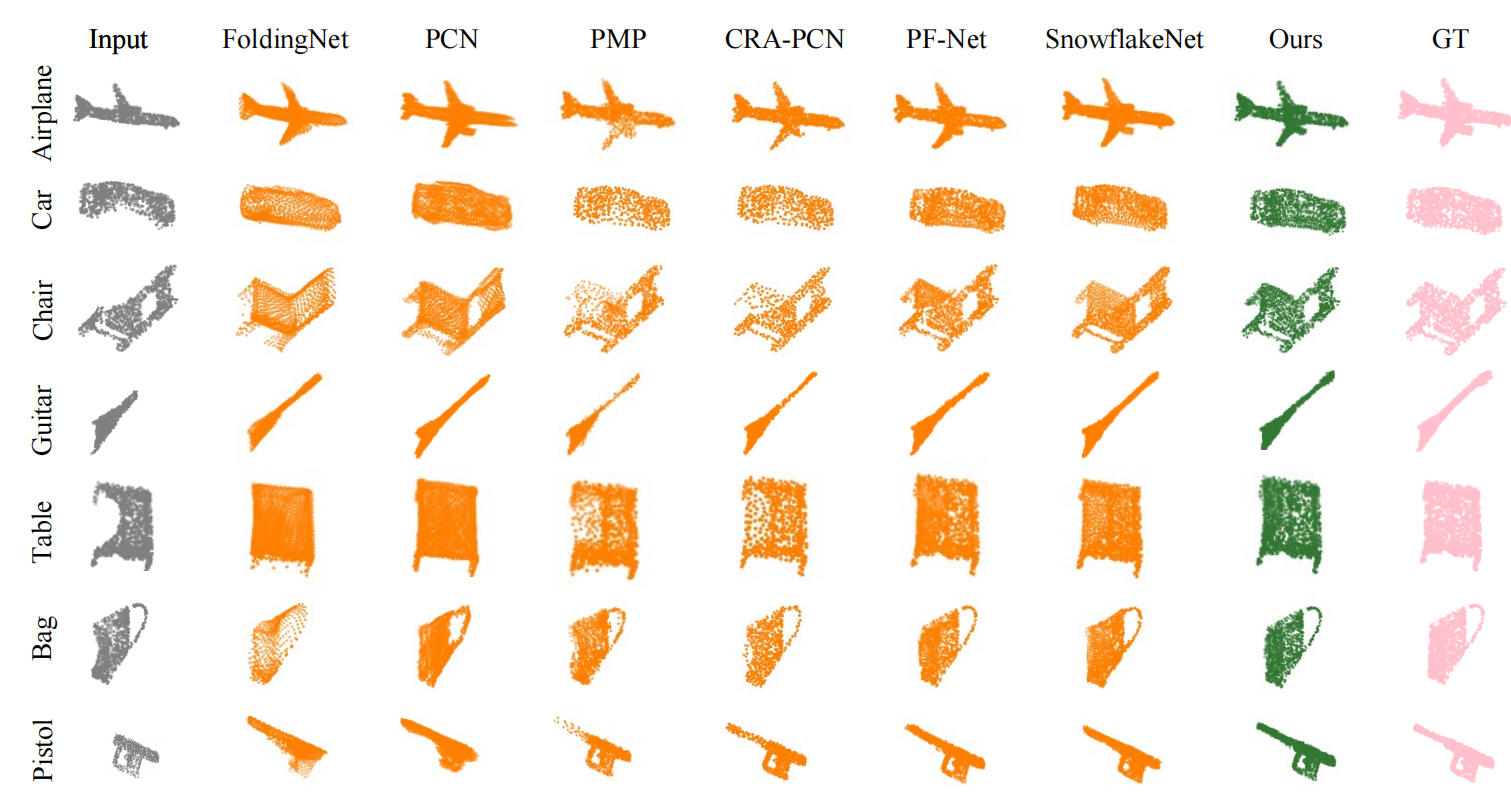 Input FoldingNet PCN PMP CRA-PCN PF-Net SnowflakeNet Ours GT
Airplane
Car
Chair
Guitar
Table
Bag
Pistol